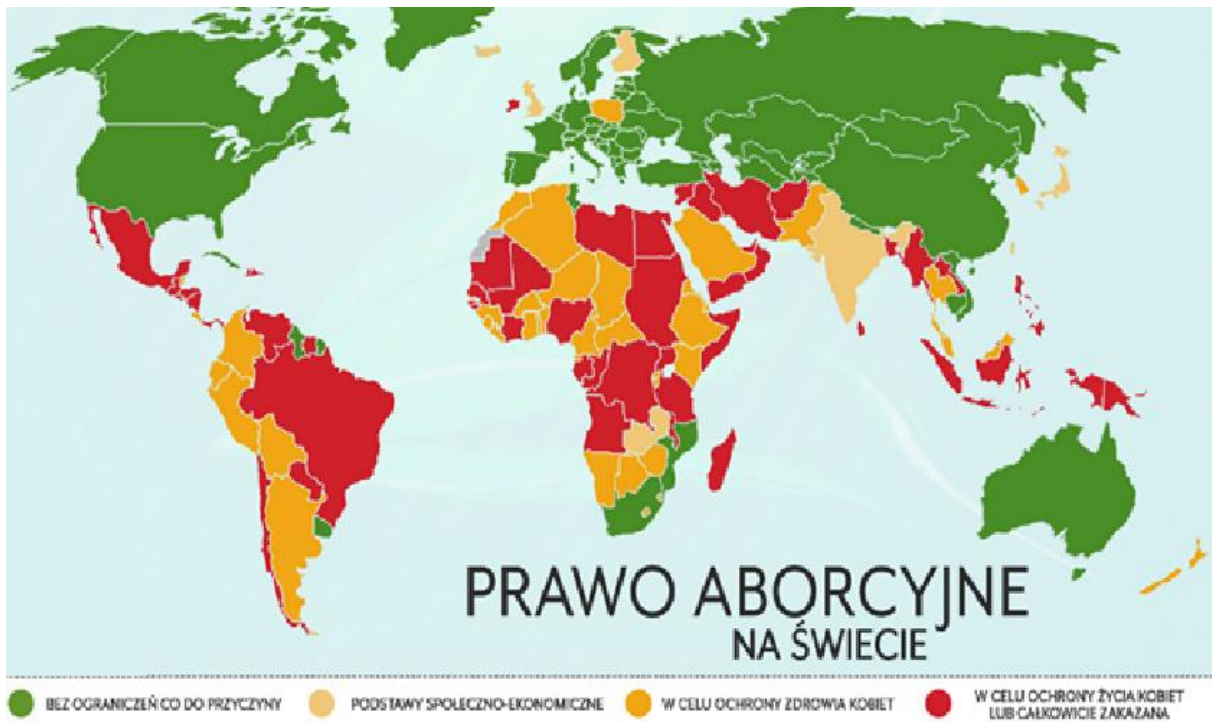 PRAWO ABORCYJNE
NA ŚWIECIE
BEZ OGRANICZEŃ CO DO PRZYCZYNY
PODSTAWY SPOŁECZNO-EKONOMICZNE
W CELU OCHRONY ZDROWIA KOBIET
W CELU OCHRONY ŻYCIA KOBIET
LUB CAŁKOWICIE ZAKAZANA